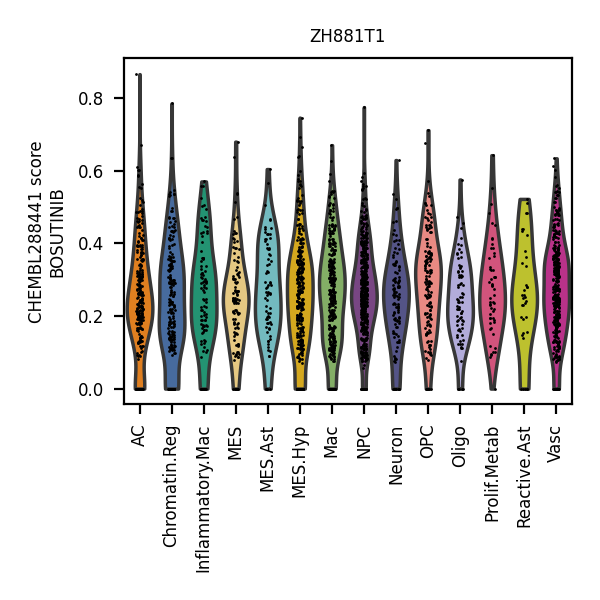 ZH881T1
CHEMBL288441 score
BOSUTINIB
0.8
0.6
0.4
0.2
0.0
AC
Chromatin.Reg
Inflammatory.Mac
MES
MES.Ast
MES.Hyp
Mac
NPC
Neuron
OPC
Oligo
Prolif.Metab
Reactive.Ast
Vasc